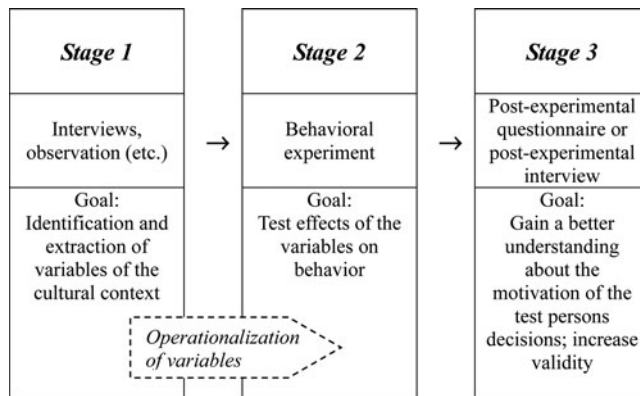 Stage 1
Interviews,
observation (etc.)
Goal:
Identification and
extraction of
variables of the
cultural context
→
Stage 2
Behavioral
experiment
Goal:
Test effects of the
variables on
behavior
→
Stage 3
Post-experimental
questionnaire or
post-experimental
interview
Goal:
Gain a better
understanding
about the
motivation of the
test persons
decisions; increase
validity
Operationalization
of variables